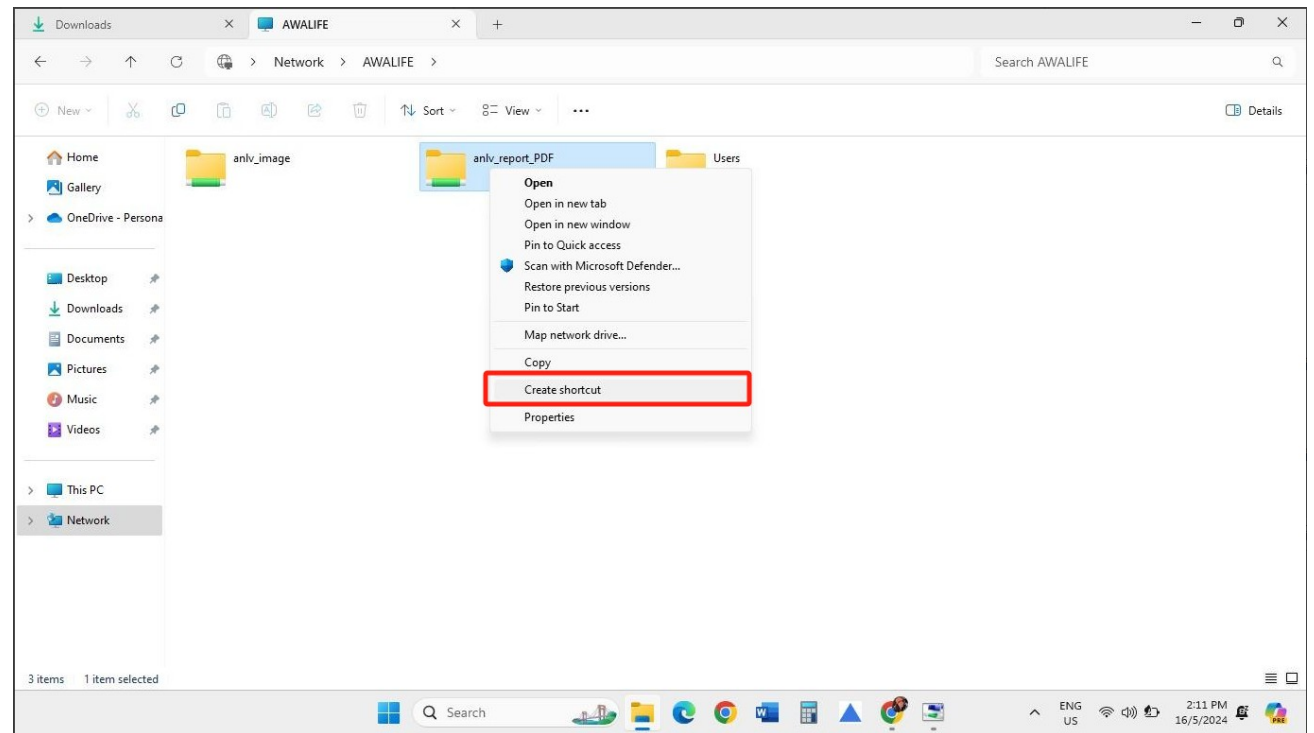 Downloads
AWALIFE
Network > AWALIFE >
Search AWALIFE
New
Sort
View
Details
Home
Gallery
OneDrive - Persona
Desktop
Downloads
Documents
Pictures
Music
Videos
This PC
Network
anlv_image
anlv_report_PDF
Users
Open
Open in new tab
Open in new window
Pin to Quick access
Scan with Microsoft Defender...
Restore previous versions
Pin to Start
Map network drive...
Copy
Create shortcut
Properties
3 items 1 item selected
Search
ENG
US
2:11 PM
16/5/2024
PRE